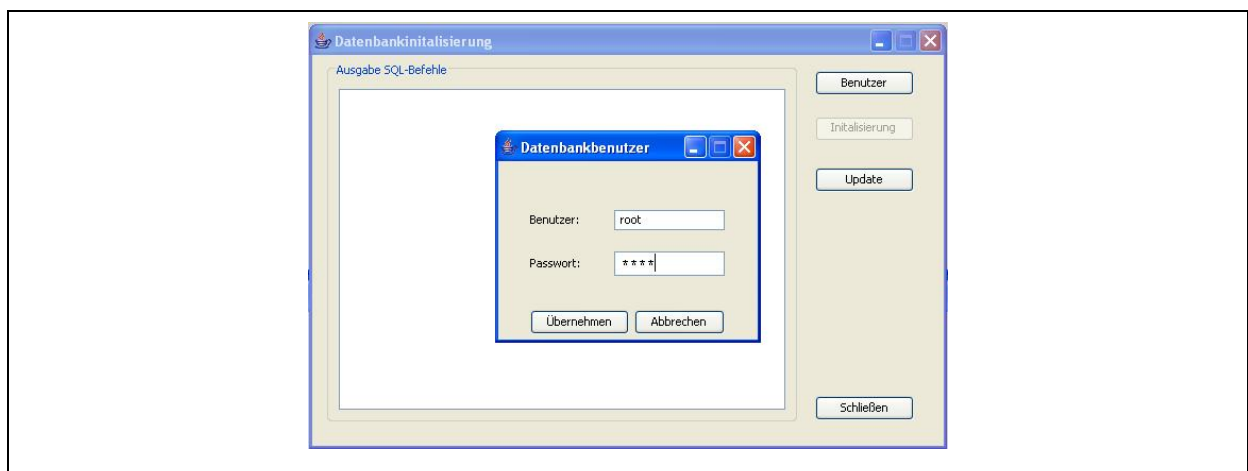 Datenbankinitalisierung
Ausgabe SQL-Befehle
Benutzer
Initalisierung
Update
Schließen
Datenbankbenutzer
Benutzer:
root
Passwort:
****
Übernehmen
Abbrechen